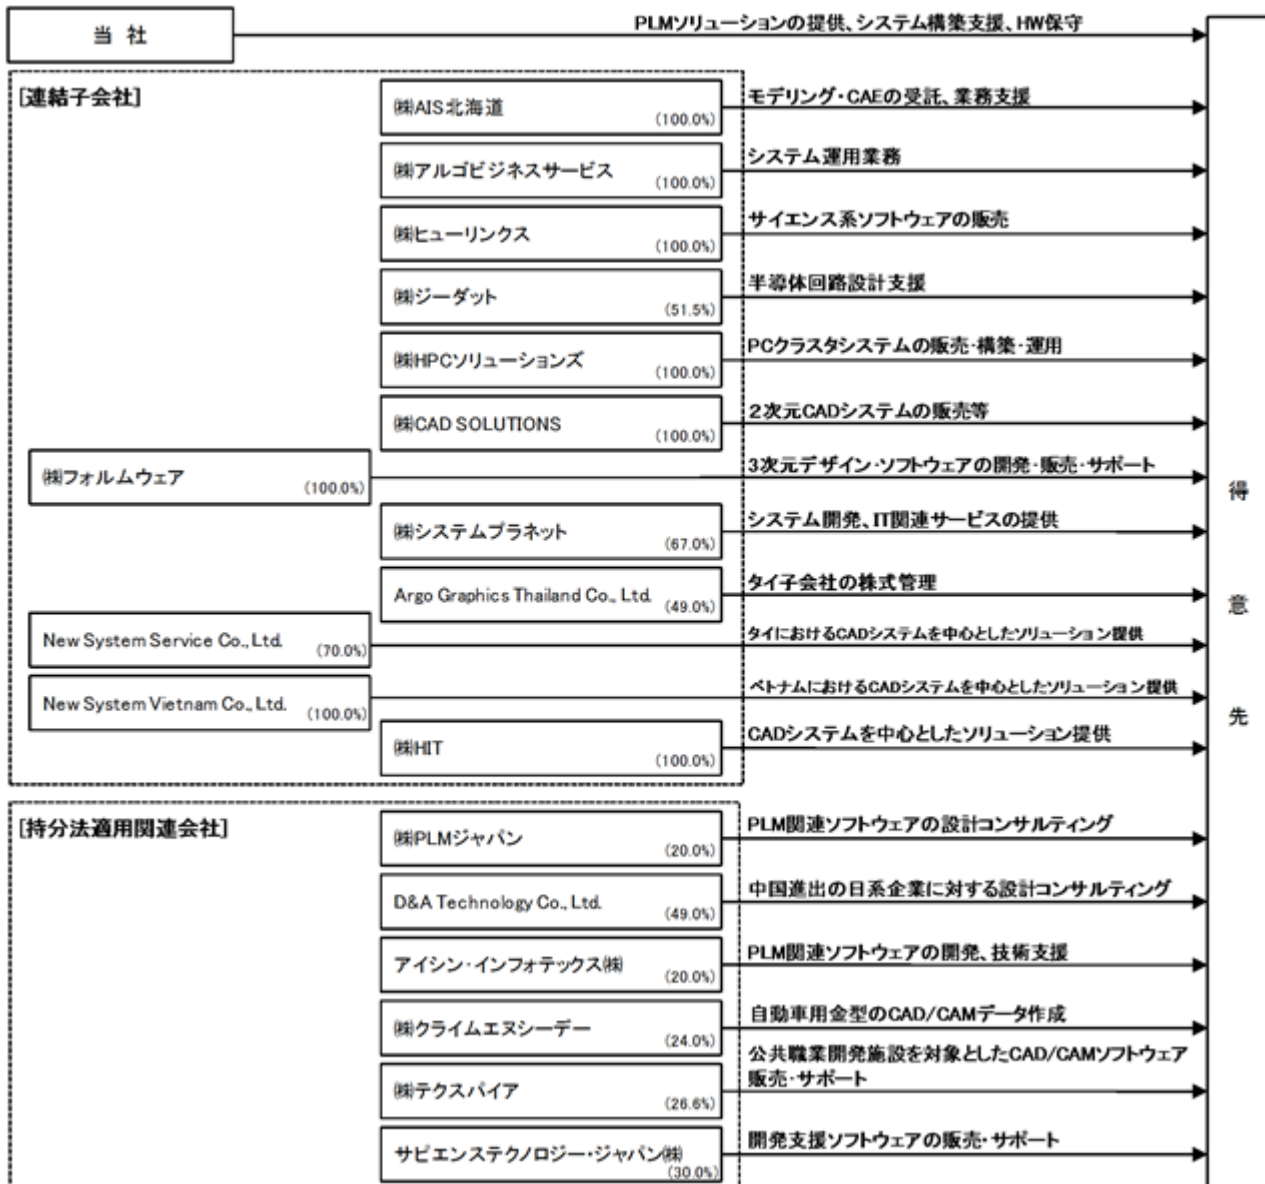 当 社
PLMソリューションの提供、システム構築支援、HW保守
[連結子会社]
㈱AIS北海道
(100.0%)
モデリング・CAEの受託、業務支援
㈱アルゴビジネスサービス
(100.0%)
システム運用業務
㈱ヒューリンクス
(100.0%)
サイエンス系ソフトウェアの販売
㈱ジーダット
(51.5%)
半導体回路設計支援
㈱HPCソリューションズ
(100.0%)
PCクラスタシステムの販売・構築・運用
㈱CAD SOLUTIONS
(100.0%)
２次元CADシステムの販売等
㈱フォルムウェア
(100.0%)
3次元デザイン・ソフトウェアの開発・販売・サポート
㈱システムプラネット
(67.0%)
システム開発、IT関連サービスの提供
Argo Graphics Thailand Co., Ltd.
(49.0%)
タイ子会社の株式管理
New System Service Co., Ltd.
(70.0%)
タイにおけるCADシステムを中心としたソリューション提供
New System Vietnam Co., Ltd.
(100.0%)
ベトナムにおけるCADシステムを中心としたソリューション提供
㈱HIT
(100.0%)
CADシステムを中心としたソリューション提供
[持分法適用関連会社]
㈱PLMジャパン
(20.0%)
PLM関連ソフトウェアの設計コンサルティング
D&A Technology Co., Ltd.
(49.0%)
中国進出の日系企業に対する設計コンサルティング
アイシン・インフォテックス㈱
(20.0%)
PLM関連ソフトウェアの開発、技術支援
㈱クライムエヌシーデー
(24.0%)
自動車用金型のCAD/CAMデータ作成
㈱テクスパイア
(26.6%)
公共職業開発施設を対象としたCAD/CAMソフトウェア
販売・サポート
サピエンステクノロジー・ジャパン㈱
(30.0%)
開発支援ソフトウェアの販売・サポート
得
意
先